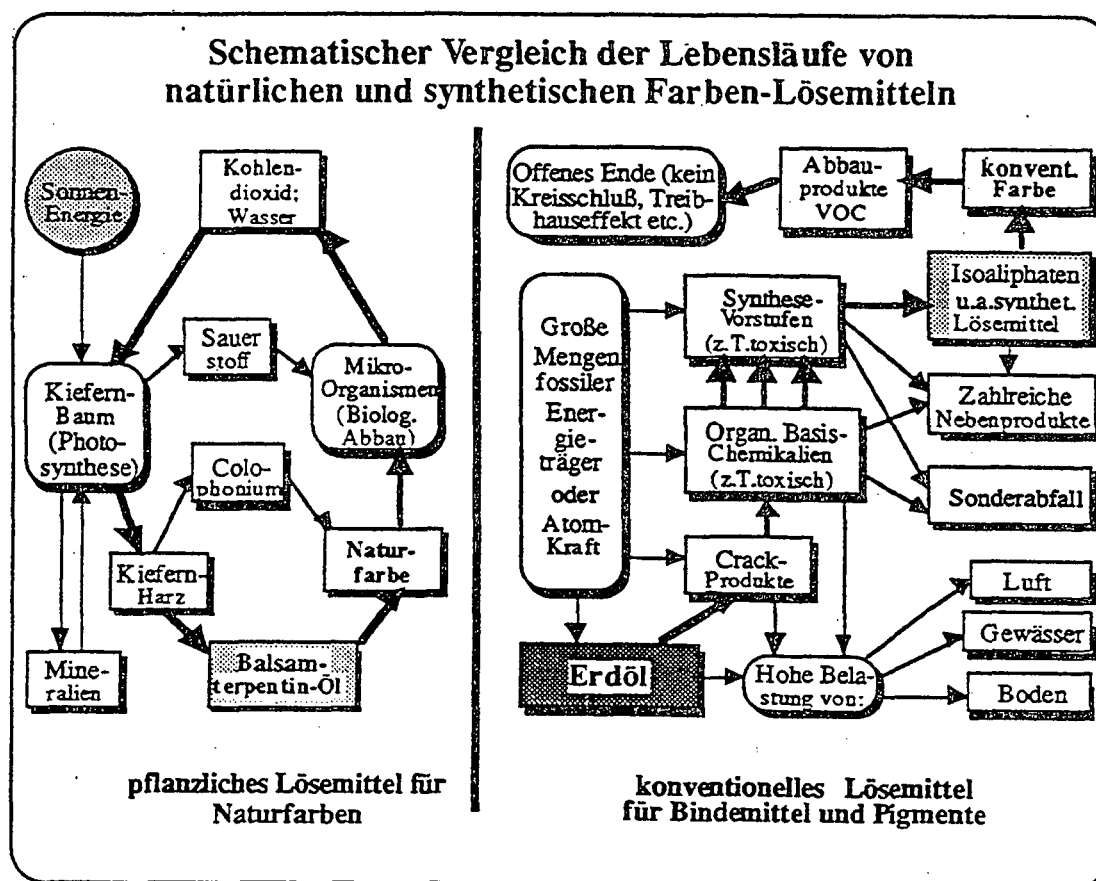 Schematischer Vergleich der Lebensläufe von
natürlichen und synthetischen Farben-Lösemitteln
Sonnen-
Energie
Kohlen-
dioxid;
Wasser
Sauer
stoff
Kiefern-
Baum
(Photo-
synthese)
Mikro-
Organismen
(Biolog.
Abbau)
Colo-
phonium
Kiefern-
Harz
Natur-
farbe
Mine-
ralien
Balsam-
terpentin-Öl
pflanzliches Lösemittel für
Naturfarben
Offenes Ende (kein
Kreisschluß, Treib-
hauseffekt etc.)
Abbau-
produkte
VOC
konvent.
Farbe
Große
Mengen
fossiler
Ener-
gie-
träger
oder
Atom-
Kraft
Synthese-
Vorstufen
(z.T.toxisch)
Isoaliphaten
u.a.synthet.
Lösemittel
Zahlreiche
Nebenprodukte
Organ. Basis-
Chemikalien
(z.T.toxisch)
Sonderabfall
Crack-
Produkte
Luft
Gewässer
Erdöl
Hohe Bela-
stung von:
Boden
konventionelles Lösemittel
für Bindemittel und Pigmente